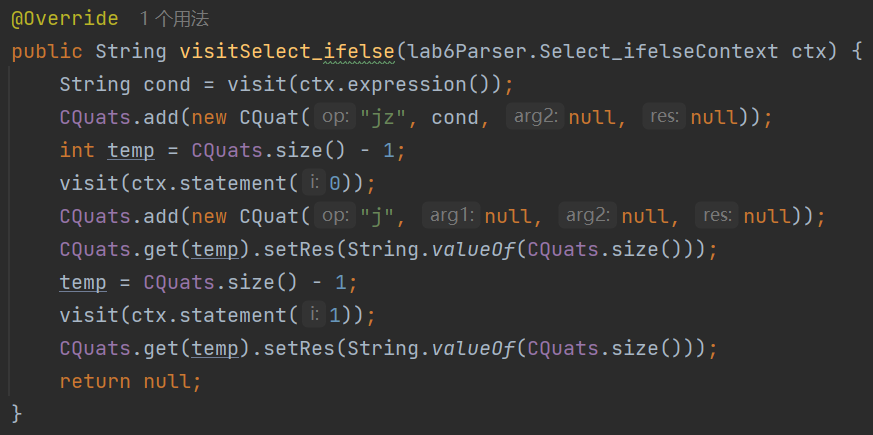 @Override 1 个用法
public String visitSelect_ifelse(lab6Parser.Select_ifelseContext ctx) {
    String cond = visit(ctx.expression());
    CQuats.add(new CQuat( op: "jz", cond, arg2: null, res: null));
    int temp = CQuats.size() - 1;
    visit(ctx.statement( i: 0));
    CQuats.add(new CQuat( op: "j", arg1: null, arg2: null, res: null));
    CQuats.get(temp).setRes(String.valueOf(CQuats.size()));
    temp = CQuats.size() - 1;
    visit(ctx.statement( i: 1));
    CQuats.get(temp).setRes(String.valueOf(CQuats.size()));
    return null;
}